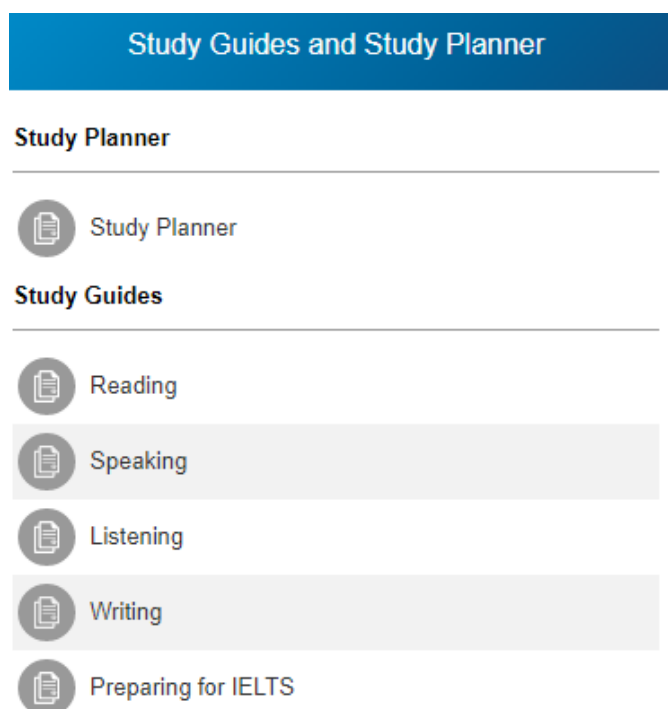 Study Guides and Study Planner
Study Planner
Study Planner
Study Guides
Reading
Speaking
Listening
Writing
Preparing for IELTS